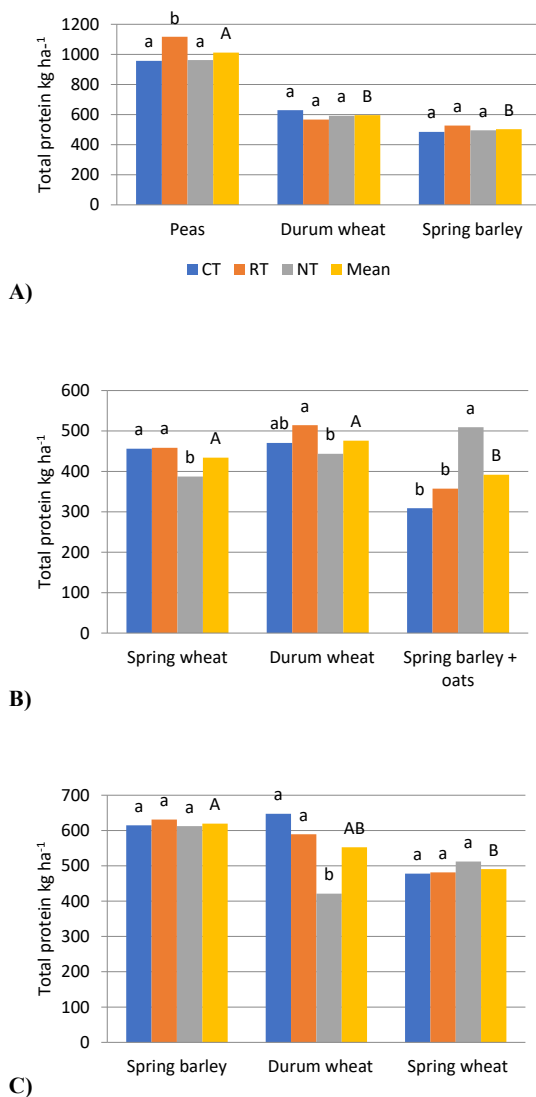 1200
1000
800
600
400
200
0
Total protein kg ha-1
a b a A
a a a B
a a a B
Peas Durum wheat Spring barley
CT RT NT Mean
A)
600
500
400
300
200
100
0
Total protein kg ha-1
a a b A
ab a b A
b b a B
Spring wheat Durum wheat Spring barley +
oats
B)
700
600
500
400
300
200
100
0
Total protein kg ha-1
a a a A
a a b AB
a a a B
Spring barley Durum wheat Spring wheat
C)